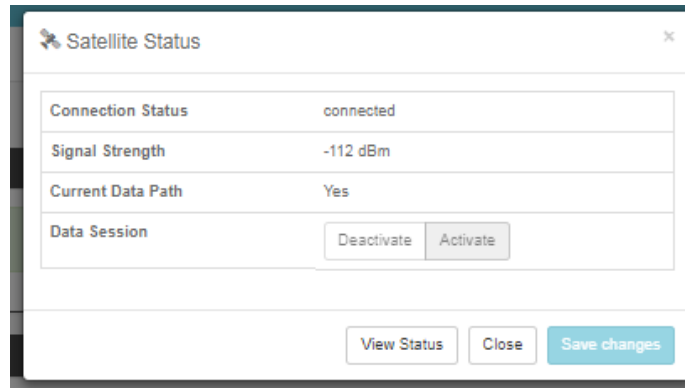 Satellite Status ×
Connection Status connected
Signal Strength -112 dBm
Current Data Path Yes
Data Session Deactivate Activate
View Status Close Save changes